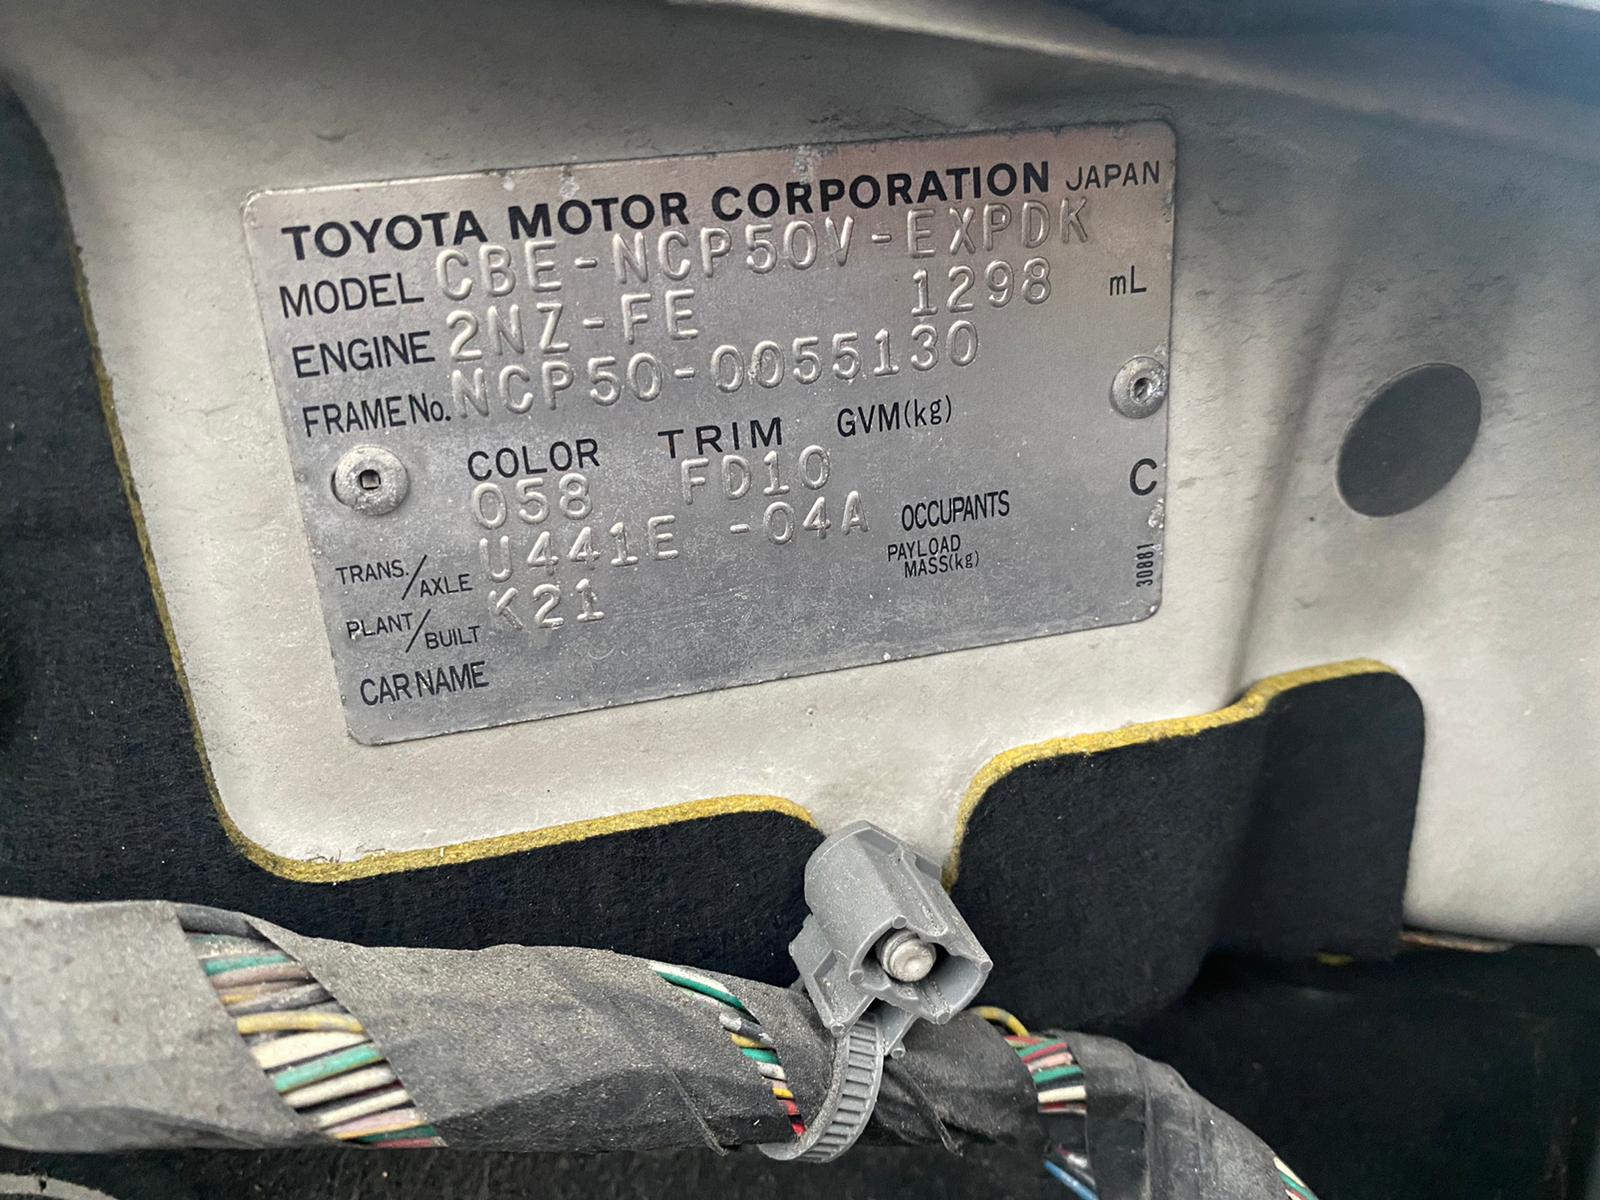 TOYOTA MOTOR CORPORATION JAPAN
MODEL CBE-NCP50V-EXPDK
ENGINE 2NZ-FE 1298 mL
FRAME No. NCP50-0055130
COLOR TRIM GVM(kg)
058 FD10 C
TRANS./AXLE U441E -04A OCCUPANTS
PAYLOAD MASS(kg)
PLANT/BUILT K21
CAR NAME
30881